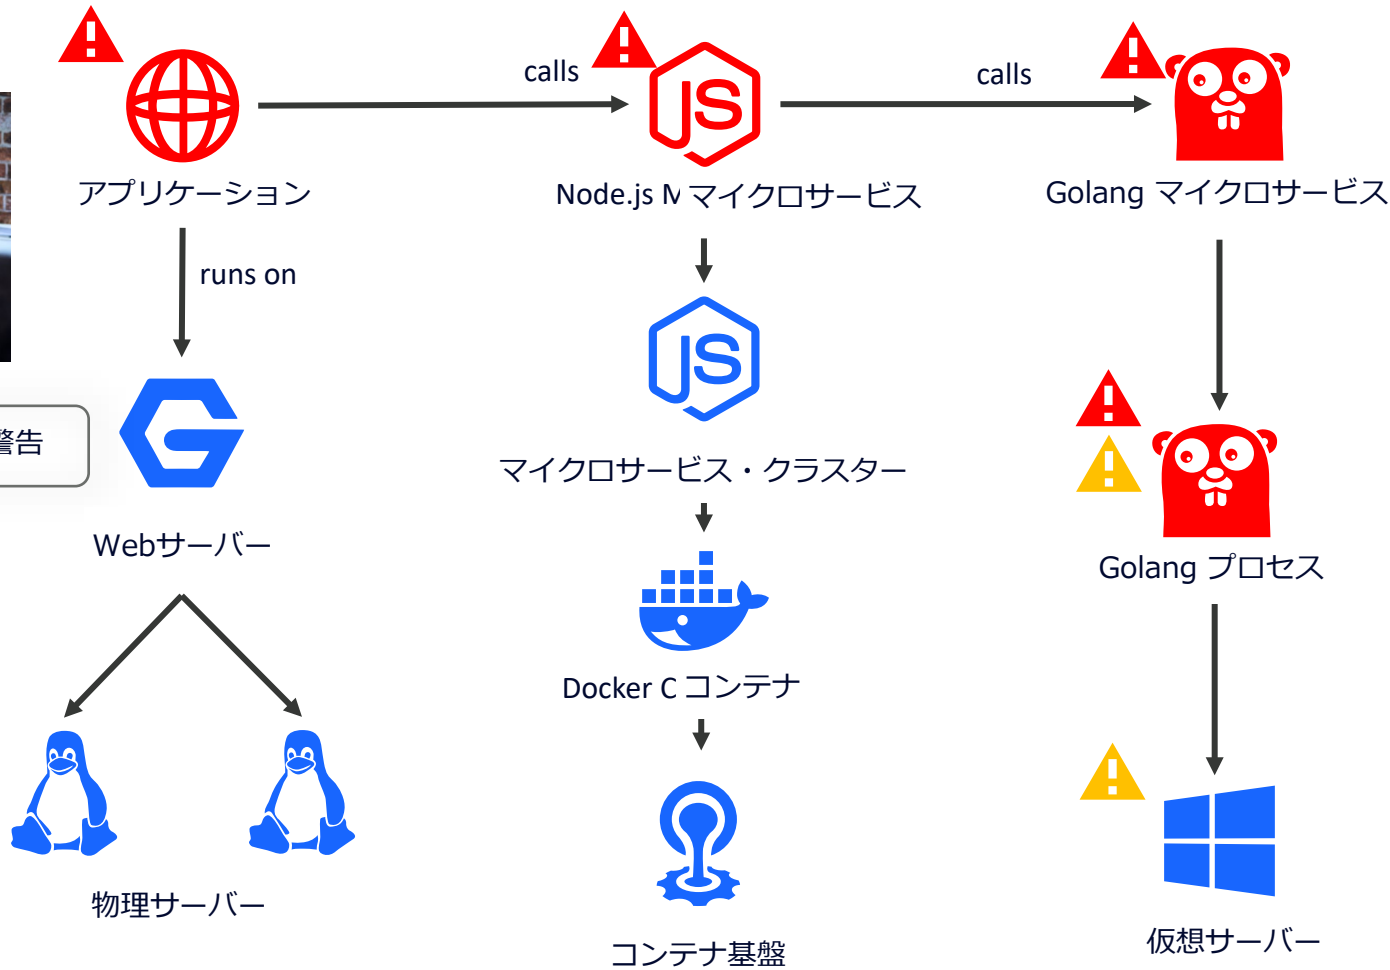 calls
calls
アプリケーション
Node.js M マイクロサービス
Golang マイクロサービス
runs on
警告
マイクロサービス・クラスター
Webサーバー
Golang プロセス
Docker C コンテナ
物理サーバー
コンテナ基盤
仮想サーバー